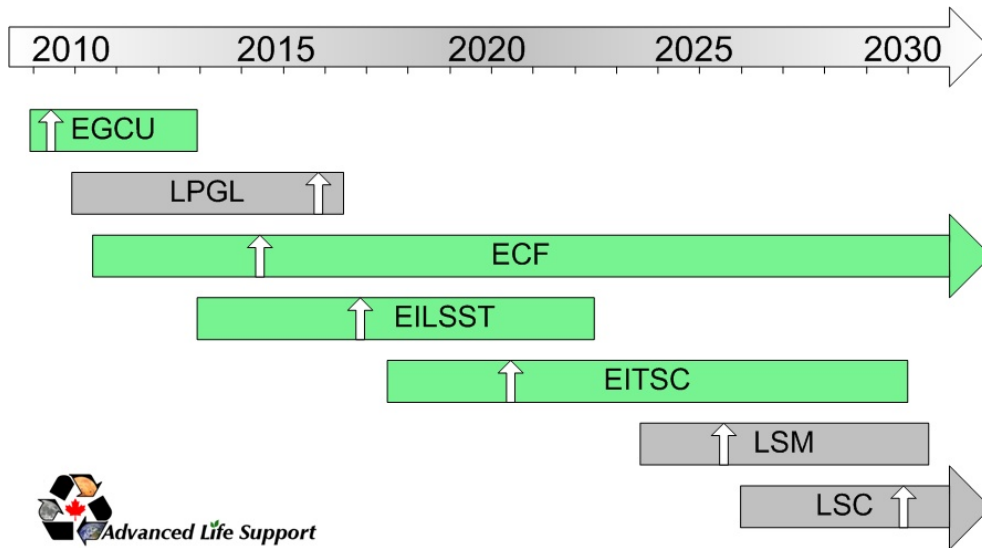 2010 2015 2020 2025 2030
EGCU
LPGL
ECF
EILSST
EITSC
LSM
LSC
Advanced Life Support